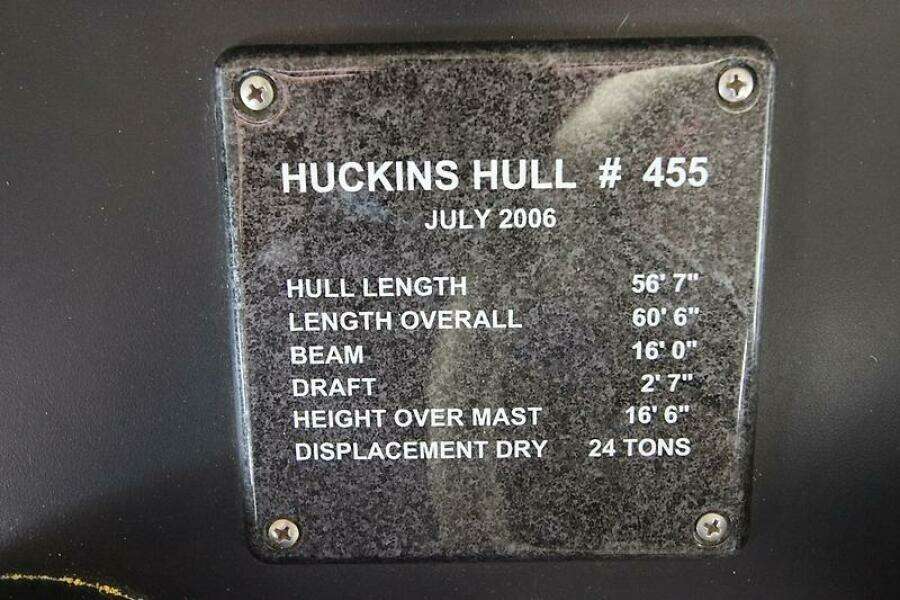 HUCKINS HULL # 455
JULY 2006
HULL LENGTH 56' 7"
LENGTH OVERALL 60' 6"
BEAM 16' 0"
DRAFT 2' 7"
HEIGHT OVER MAST 16' 6"
DISPLACEMENT DRY 24 TONS